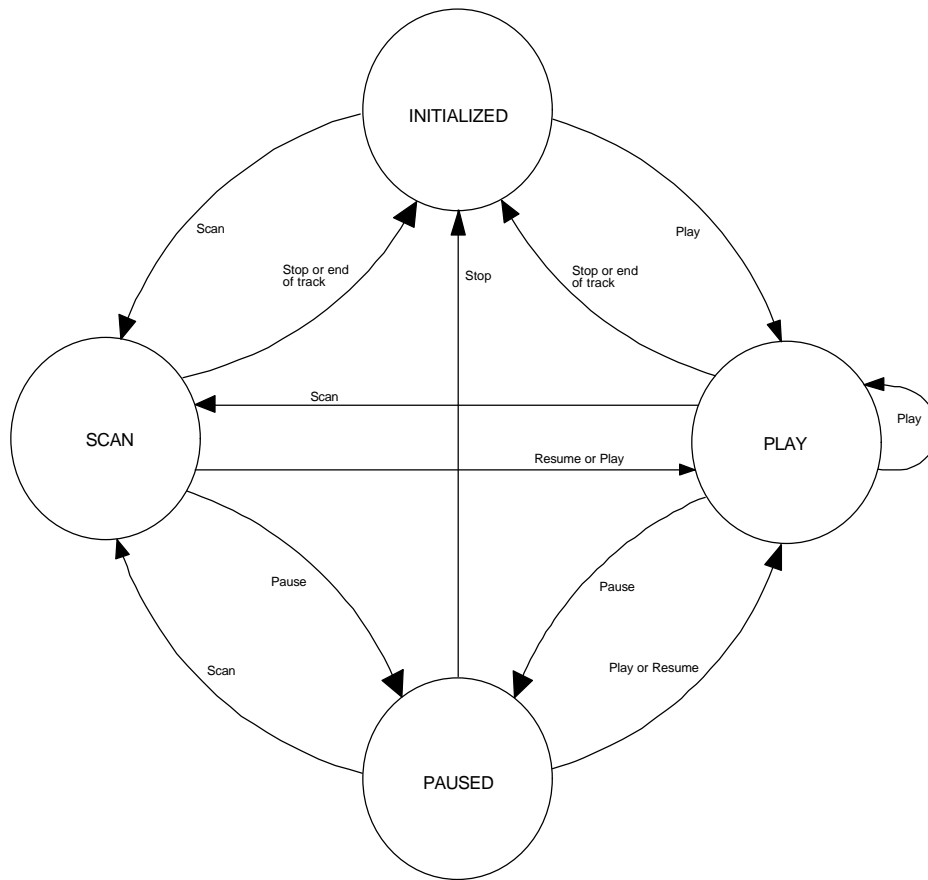 INITIALIZED
Scan
Play
Stop or end
of track
Stop
Stop or end
of track
Scan
Play
SCAN
PLAY
Resume or Play
Pause
Pause
Scan
Play or Resume
PAUSED